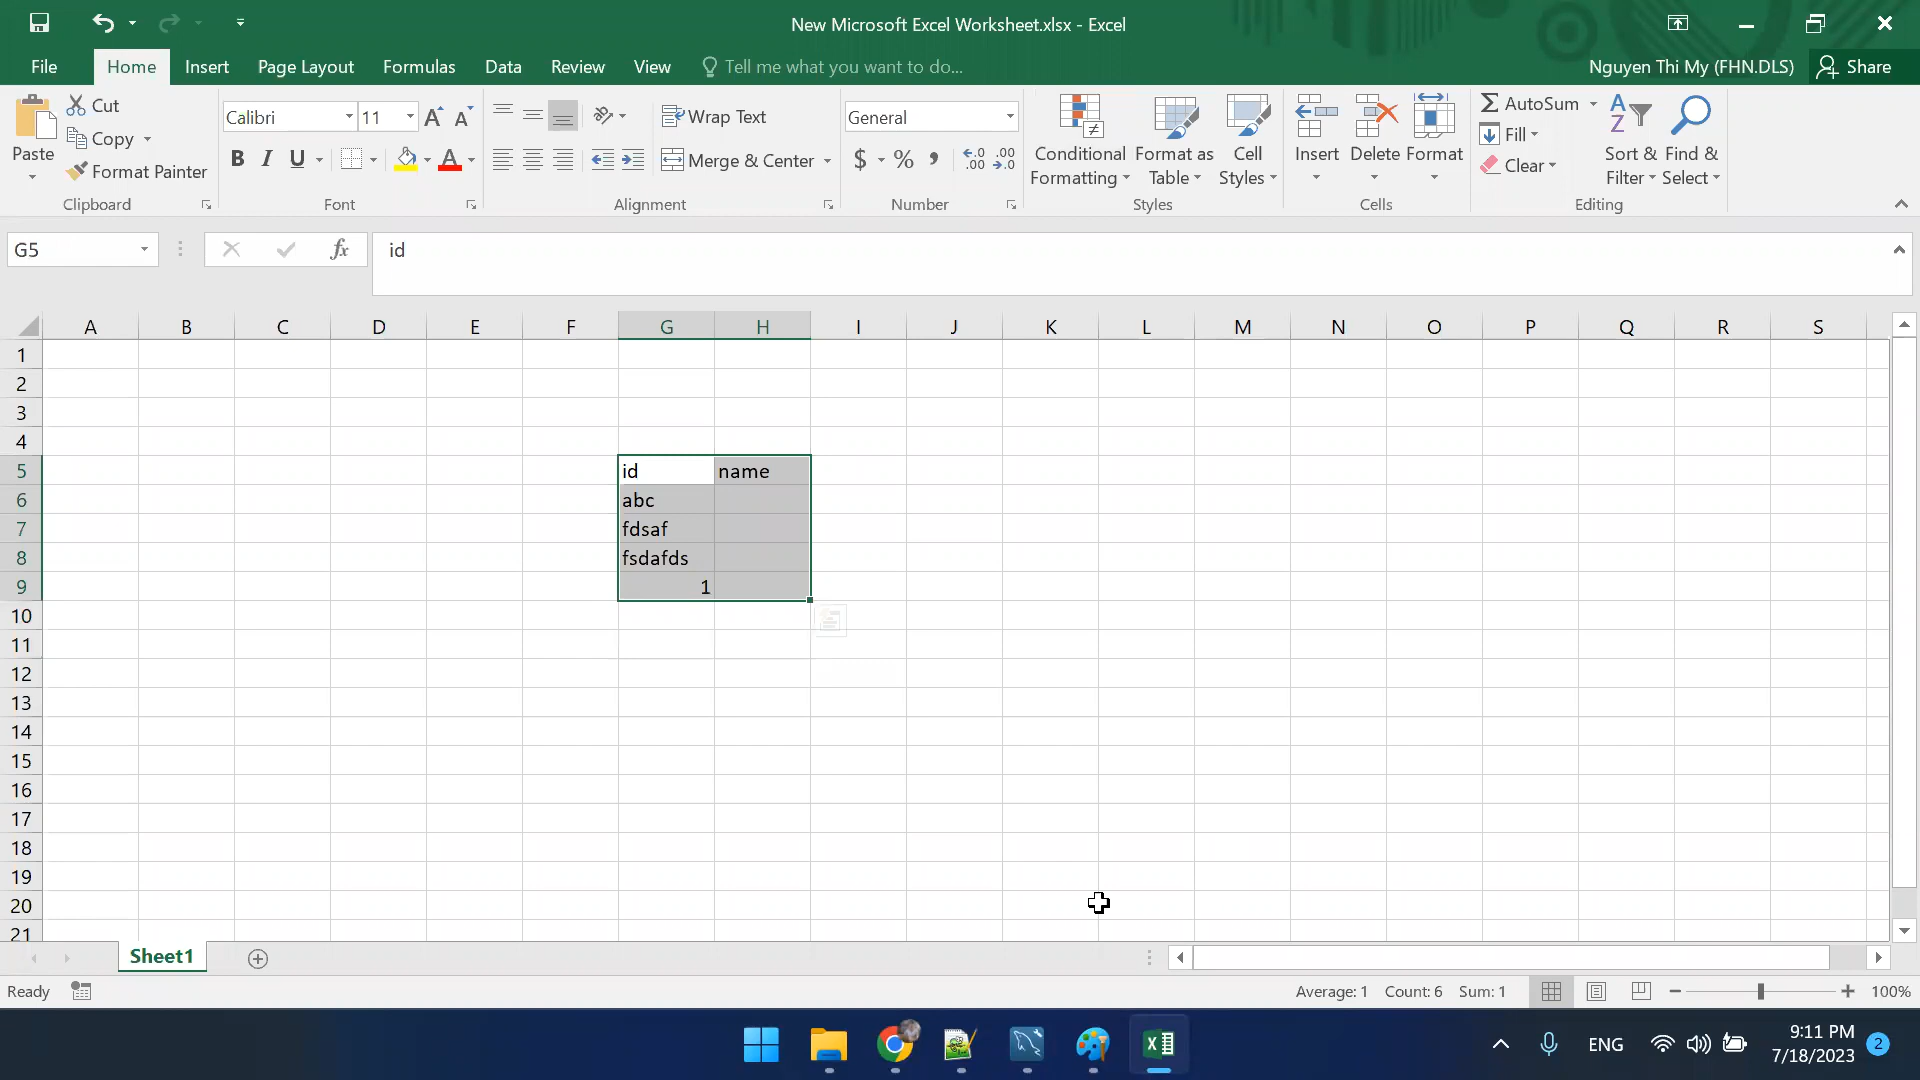 New Microsoft Excel Worksheet.xlsx - Excel
File Home Insert Page Layout Formulas Data Review View Tell me what you want to do... Nguyen Thi My (FHN.DLS) Share
Paste
Cut
Copy
Format Painter
Clipboard
Calibri 11
B I U A
Font
Wrap Text
Merge & Center
Alignment
General
$ % , .00 .0
Number
Conditional Formatting
Format as Table
Cell Styles
Styles
Insert
Delete
Format
Cells
AutoSum
Fill
Clear
Sort & Filter
Find & Select
Editing
G5 fx id
A B C D E F G H I J K L M N O P Q R S
1
2
3
4
5 id name
6 abc
7 fdsaf
8 fsdafds
9 1
10
11
12
13
14
15
16
17
18
19
20
21
Sheet1
Ready Average: 1 Count: 6 Sum: 1 100%
ENG 9:11 PM 2
7/18/2023